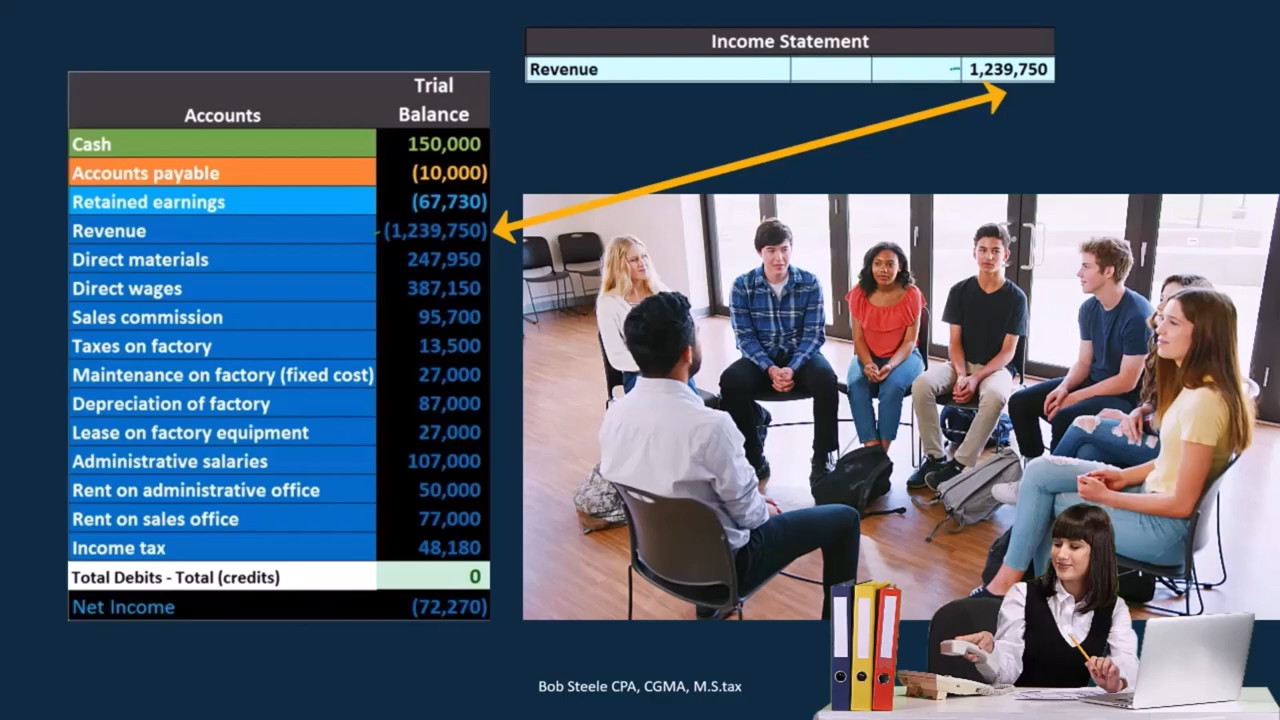 Income Statement
Revenue 1,239,750
Accounts Trial Balance
Cash 150,000
Accounts payable (10,000)
Retained earnings (67,730)
Revenue (1,239,750)
Direct materials 247,950
Direct wages 387,150
Sales commission 95,700
Taxes on factory 13,500
Maintenance on factory (fixed cost) 27,000
Depreciation of factory 87,000
Lease on factory equipment 27,000
Administrative salaries 107,000
Rent on administrative office 50,000
Rent on sales office 77,000
Income tax 48,180
Total Debits - Total (credits) 0
Net Income (72,270)
Bob Steele CPA, CGMA, M.S.tax